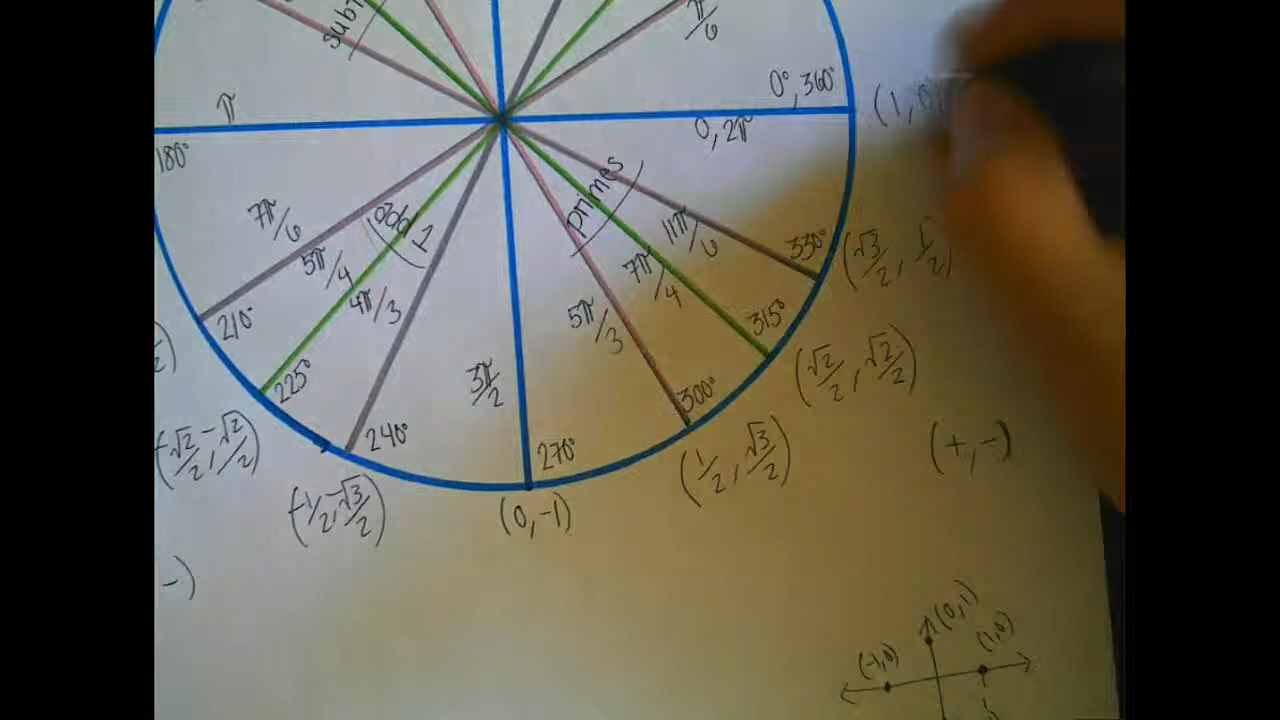 π/6
0°, 360°
π
(1, 0
0, 2π
180°
primes
7π/6
add 1
11π/6
330°
(√3/2, 1/2)
5π/4
7π/4
4π/3
5π/3
315°
210°
(√2/2, √2/2)
225°
3π/2
300°
240°
270°
(+, -)
(-√2/2, -√2/2)
(1/2, √3/2)
(-1/2, -√3/2)
(0, -1)
-)
(0, 1)
(-1, 0)
(1, 0)